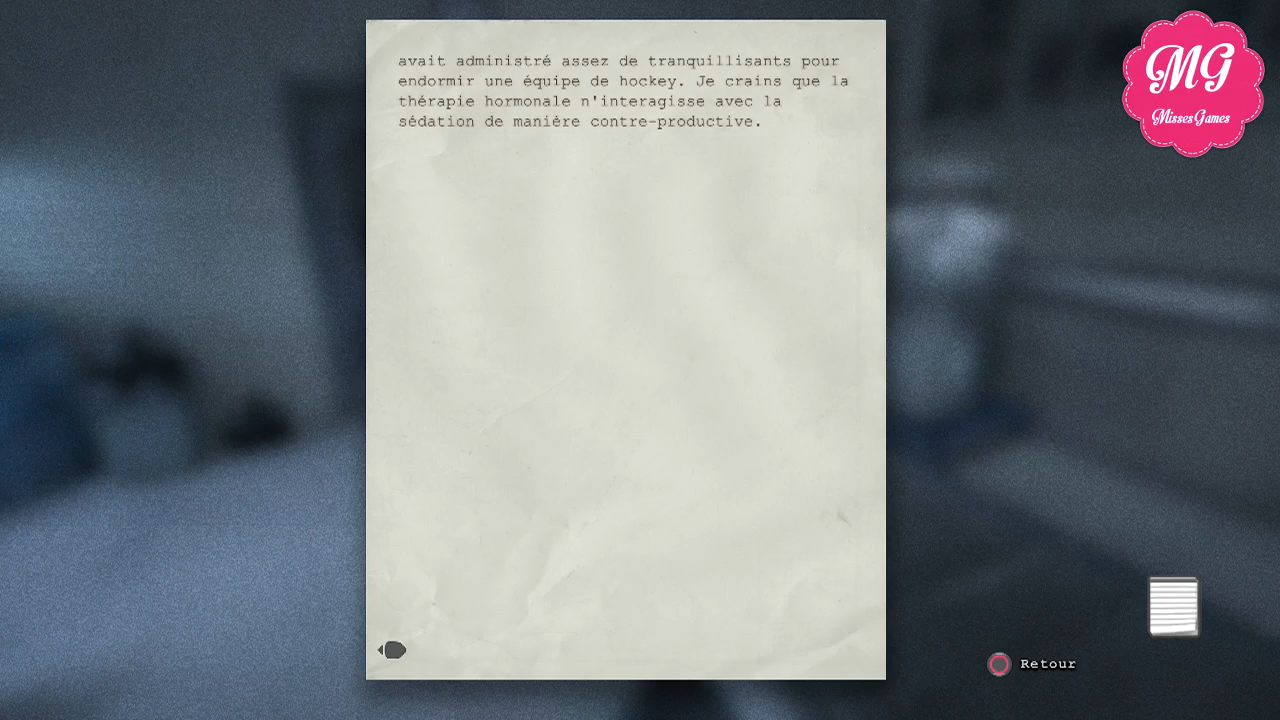 avait administré assez de tranquillisants pour
endormir une équipe de hockey. Je crains que la
thérapie hormonale n'interagisse avec la
sédation de manière contre-productive.
MG
MissesGames
Retour